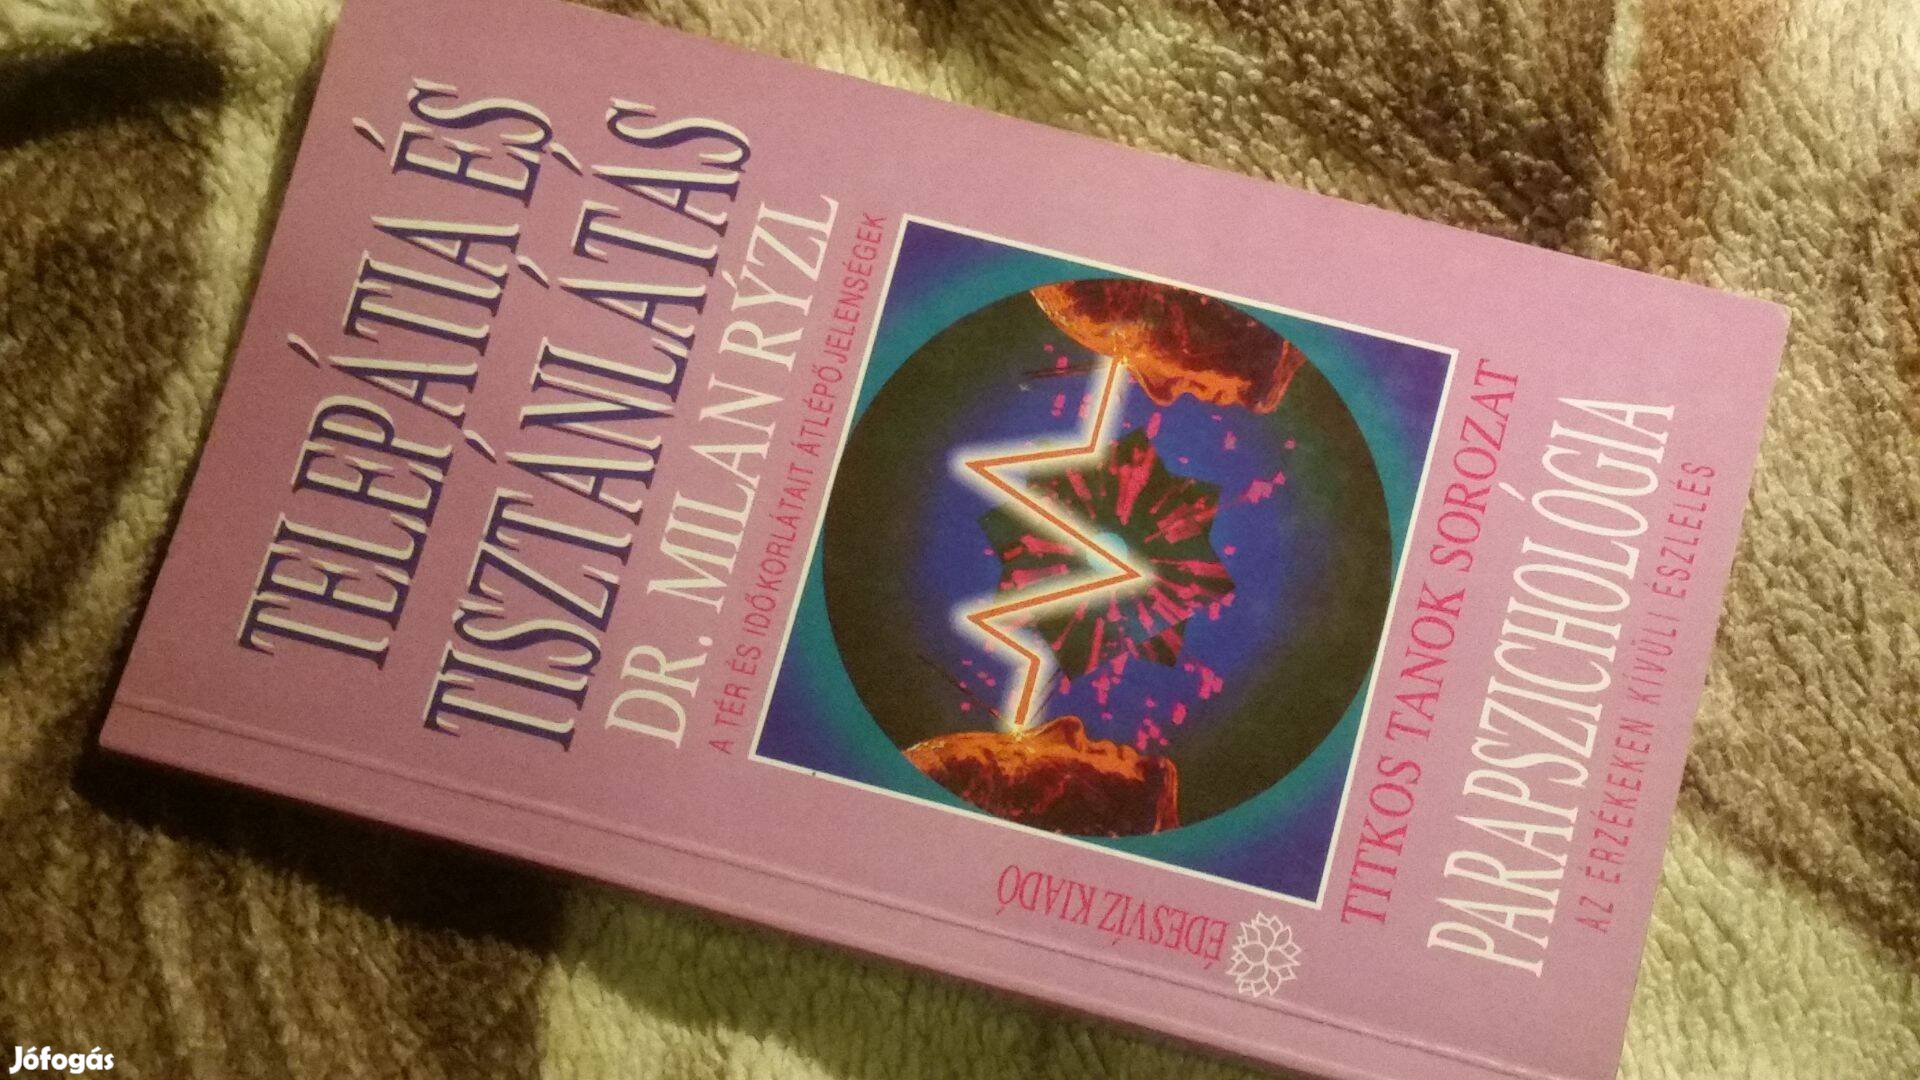 TELEPÁTIA ÉS
TISZTÁNLÁTÁS
DR. MILAN RÝZL
A TÉR ÉS IDŐKORLÁTAIT ÁTLÉPŐ JELENSÉGEK
ÉDESVÍZ KIADÓ
TITKOS TANOK SOROZAT
PARAPSZICHOLÓGIA
AZ ÉRZÉKEKEN KÍVÜLI ÉSZLELÉS
Jófogás